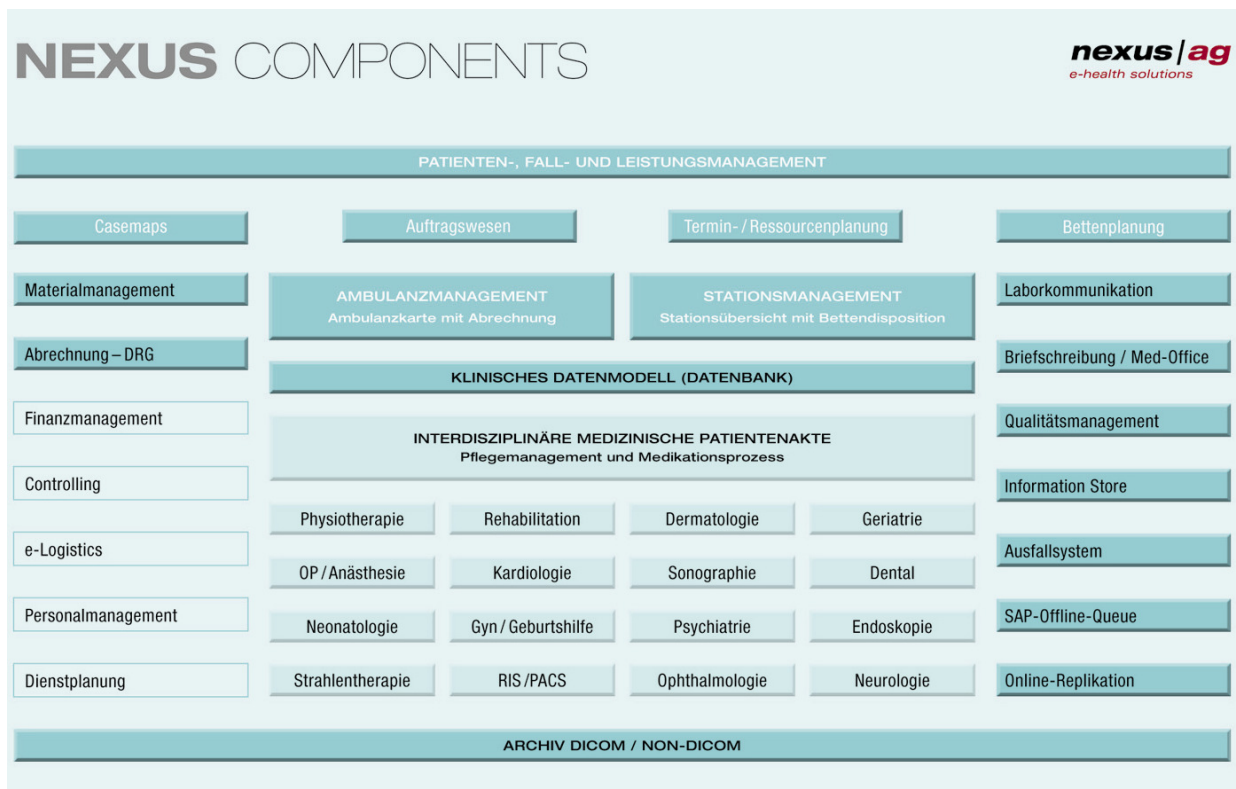 NEXUS COMPONENTS
nexus|ag
e-health solutions
PATIENTEN-, FALL- UND LEISTUNGSMANAGEMENT
Casemaps
Auftragswesen
Termin- / Ressourcenplanung
Bettenplanung
Materialmanagement
Abrechnung – DRG
Finanzmanagement
Controlling
e-Logistics
Personalmanagement
Dienstplanung
AMBULANZMANAGEMENT
Ambulanzkarte mit Abrechnung
STATIONSMANAGEMENT
Stationsübersicht mit Bettendisposition
KLINISCHES DATENMODELL (DATENBANK)
INTERDISZIPLINÄRE MEDIZINISCHE PATIENTENAKTE
Pflegemanagement und Medikationsprozess
Physiotherapie
Rehabilitation
Dermatologie
Geriatrie
OP / Anästhesie
Kardiologie
Sonographie
Dental
Neonatologie
Gyn / Geburtshilfe
Psychiatrie
Endoskopie
Strahlentherapie
RIS /PACS
Ophthalmologie
Neurologie
Laborkommunikation
Briefschreibung / Med-Office
Qualitätsmanagement
Information Store
Ausfallsystem
SAP-Offline-Queue
Online-Replikation
ARCHIV DICOM / NON-DICOM